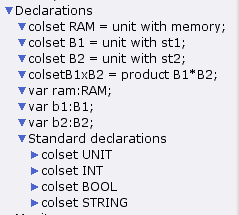 Declarations
colset RAM = unit with memory;
colset B1 = unit with st1;
colset B2 = unit with st2;
colsetB1xB2 = product B1*B2;
var ram:RAM;
var b1:B1;
var b2:B2;
Standard declarations
colset UNIT
colset INT
colset BOOL
colset STRING